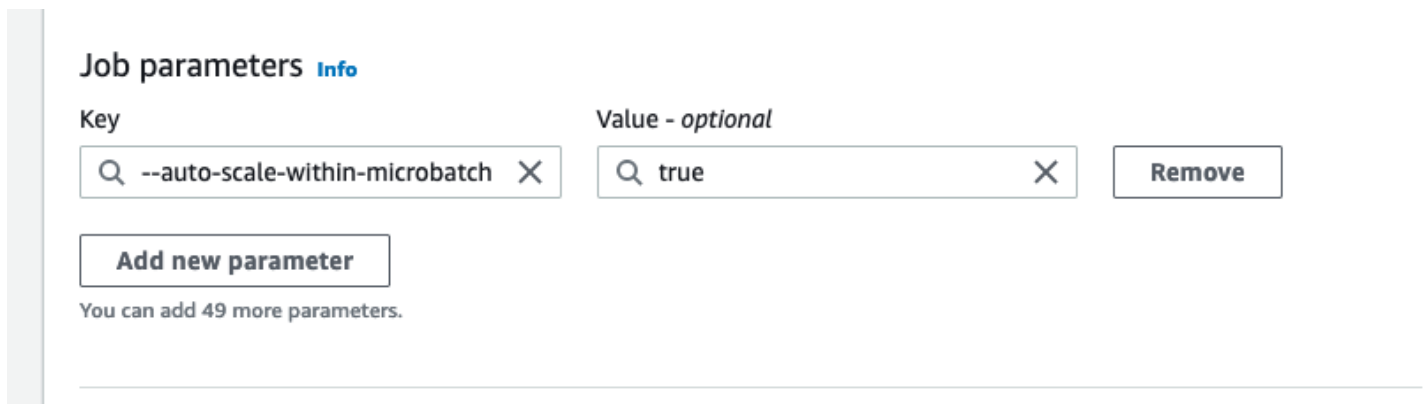 Job parameters Info
Key Value - optional
--auto-scale-within-microbatch true Remove
Add new parameter
You can add 49 more parameters.